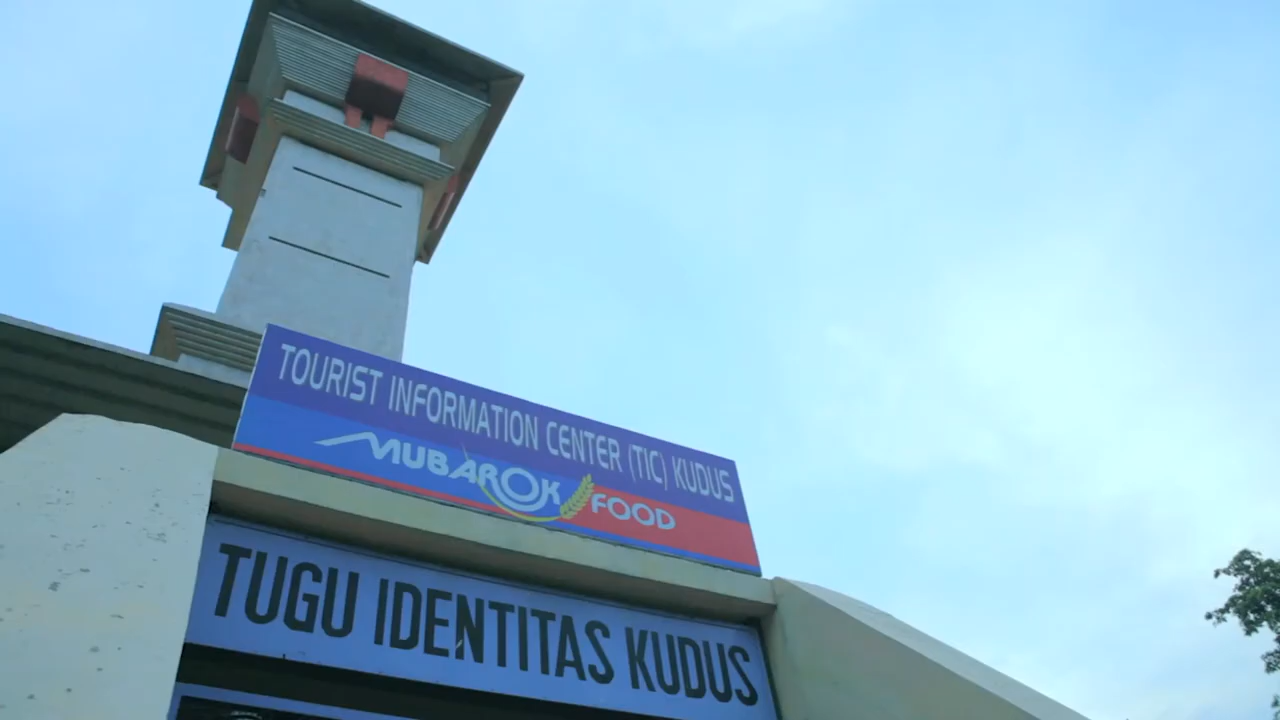 TOURIST INFORMATION CENTER (TIC) KUDUS
MUBAROK FOOD
TUGU IDENTITAS KUDUS